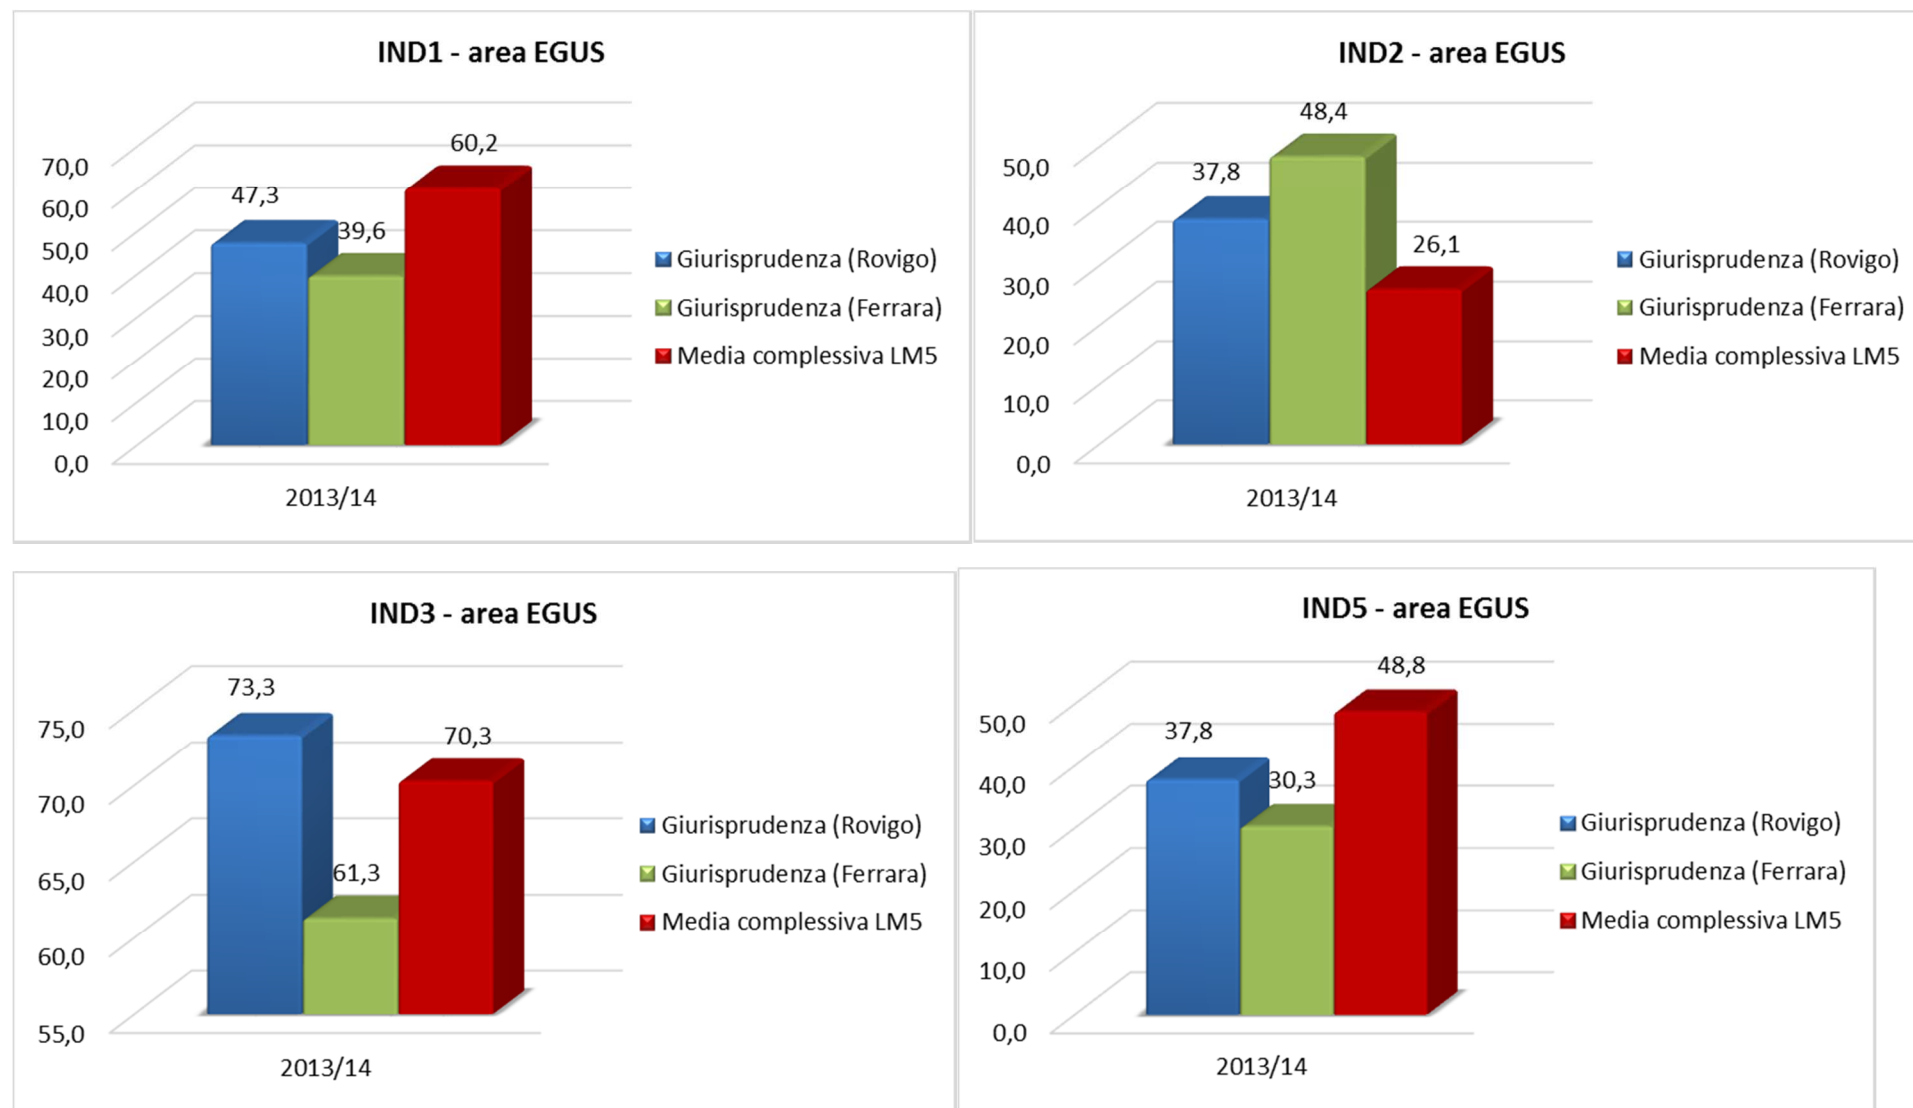 IND1 - area EGUS
70,0
60,0
50,0
40,0
30,0
20,0
10,0
0,0
47,3
39,6
60,2
2013/14
Giurisprudenza (Rovigo)
Giurisprudenza (Ferrara)
Media complessiva LM5
IND2 - area EGUS
50,0
40,0
30,0
20,0
10,0
0,0
37,8
48,4
26,1
2013/14
Giurisprudenza (Rovigo)
Giurisprudenza (Ferrara)
Media complessiva LM5
IND3 - area EGUS
75,0
70,0
65,0
60,0
55,0
73,3
61,3
70,3
2013/14
Giurisprudenza (Rovigo)
Giurisprudenza (Ferrara)
Media complessiva LM5
IND5 - area EGUS
50,0
40,0
30,0
20,0
10,0
0,0
37,8
30,3
48,8
2013/14
Giurisprudenza (Rovigo)
Giurisprudenza (Ferrara)
Media complessiva LM5